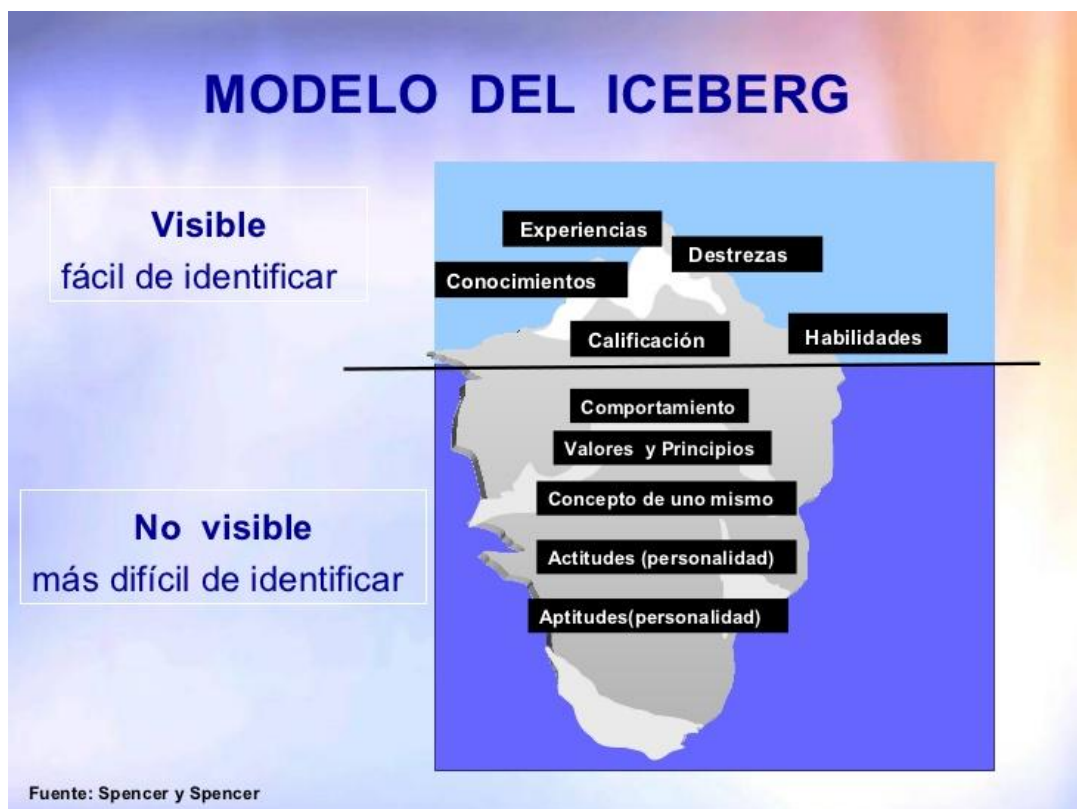 MODELO DEL ICEBERG
Visible
fácil de identificar
Experiencias
Destrezas
Conocimientos
Calificación
Habilidades
Comportamiento
Valores y Principios
Concepto de uno mismo
No visible
más difícil de identificar
Actitudes (personalidad)
Aptitudes(personalidad)
Fuente: Spencer y Spencer